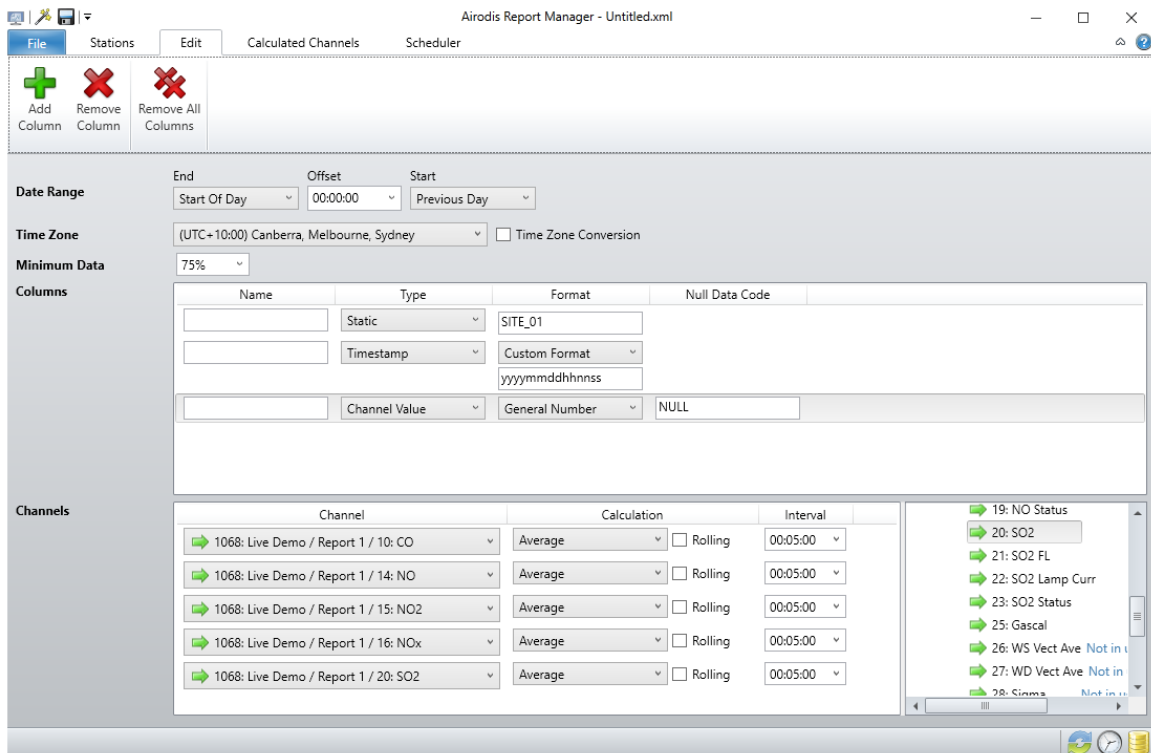 Airodis Report Manager - Untitled.xml
File Stations Edit Calculated Channels Scheduler
Add Column
Remove Column
Remove All Columns
End Offset Start
Date Range Start Of Day 00:00:00 Previous Day
Time Zone (UTC+10:00) Canberra, Melbourne, Sydney Time Zone Conversion
Minimum Data 75%
Columns Name Type Format Null Data Code
Static SITE_01
Timestamp Custom Format
yyyymmddhhnnss
Channel Value General Number NULL
Channels Channel Calculation Interval
1068: Live Demo / Report 1 / 10: CO Average Rolling 00:05:00
1068: Live Demo / Report 1 / 14: NO Average Rolling 00:05:00
1068: Live Demo / Report 1 / 15: NO2 Average Rolling 00:05:00
1068: Live Demo / Report 1 / 16: NOx Average Rolling 00:05:00
1068: Live Demo / Report 1 / 20: SO2 Average Rolling 00:05:00
19: NO Status
20: SO2
21: SO2 FL
22: SO2 Lamp Curr
23: SO2 Status
25: Gascal
26: WS Vect Ave Not in
27: WD Vect Ave Not in
28: Sigma Not in